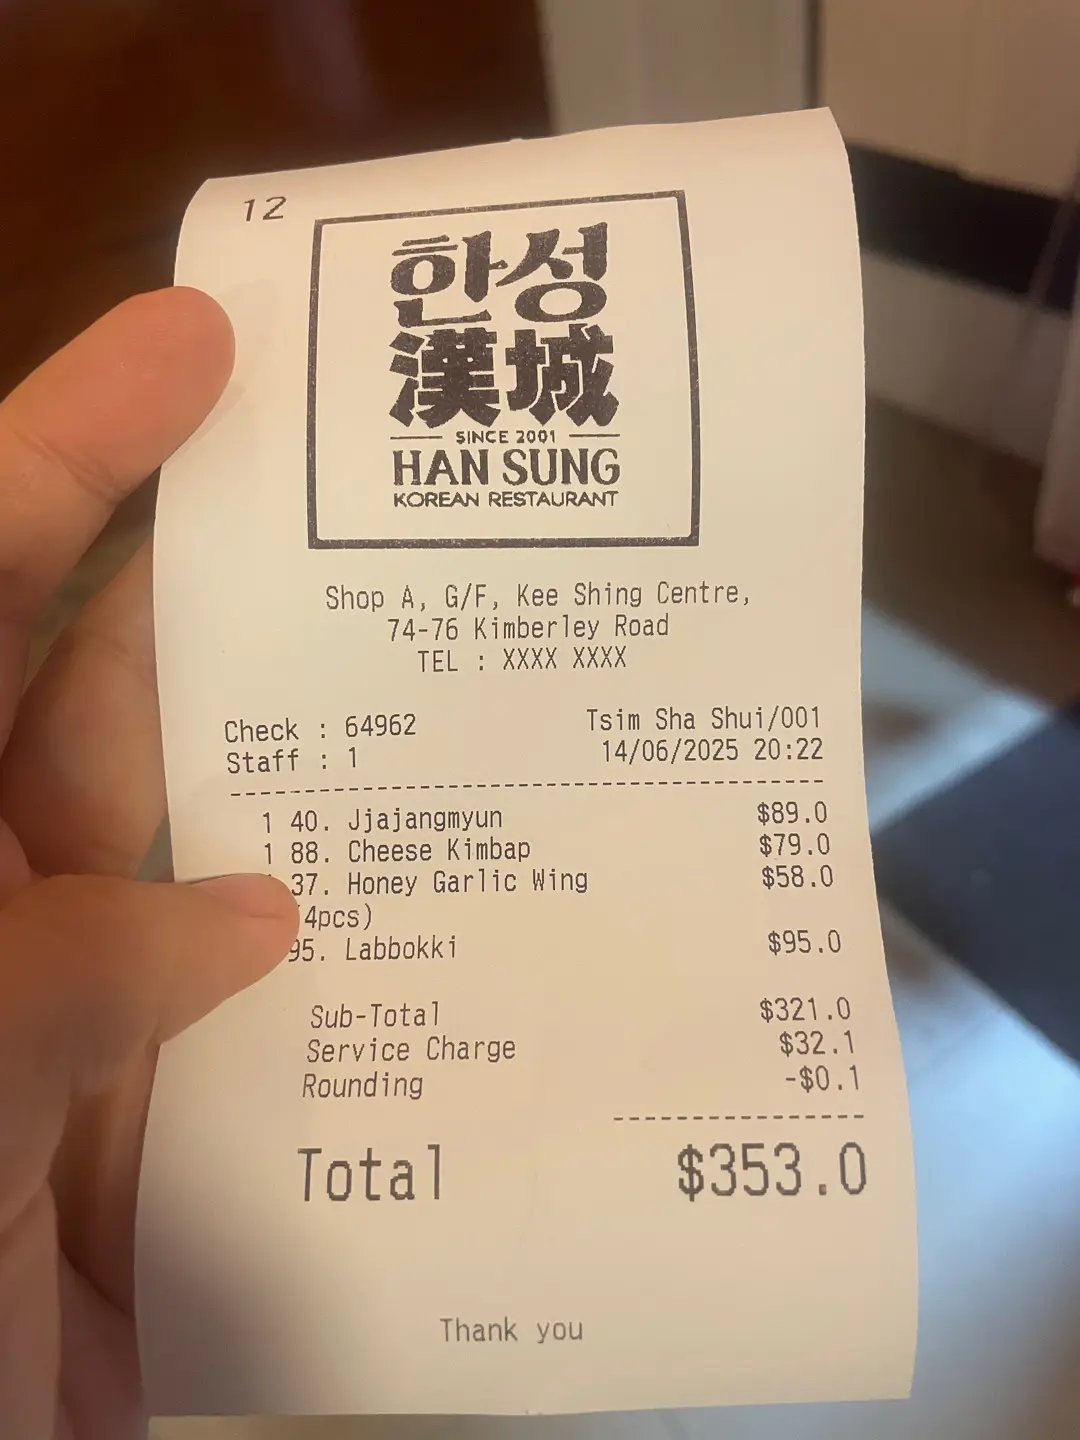 12
한성
漢城
SINCE 2001
HAN SUNG
KOREAN RESTAURANT
Shop A, G/F, Kee Shing Centre,
74-76 Kimberley Road
TEL : XXXX XXXX
Check : 64962 Tsim Sha Shui/001
Staff : 1 14/06/2025 20:22
1 40. Jjajangmyun $89.0
1 88. Cheese Kimbap $79.0
37. Honey Garlic Wing $58.0
(4pcs)
95. Labbokki $95.0
Sub-Total $321.0
Service Charge $32.1
Rounding -$0.1
Total $353.0
Thank you